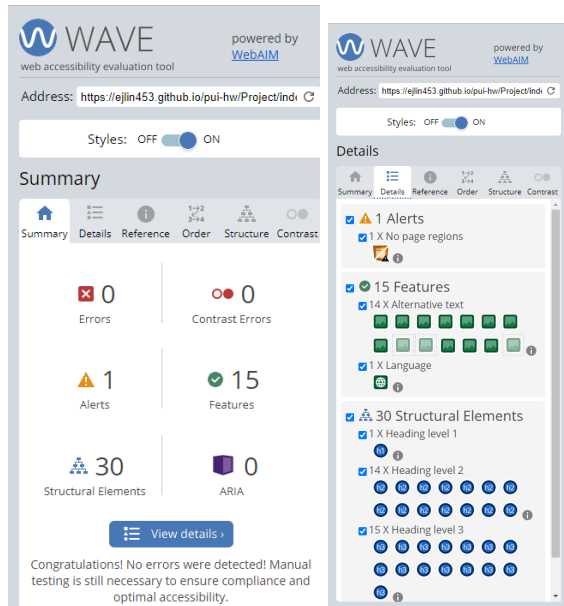 WAVE
powered by
WebAIM
web accessibility evaluation tool
Address: https://ejlin453.github.io/pui-hw/Project/inde
Styles: OFF ON
Summary
Summary Details Reference Order Structure Contrast
0
Errors
0
Contrast Errors
1
Alerts
15
Features
30
Structural Elements
0
ARIA
View details ›
Congratulations! No errors were detected! Manual
testing is still necessary to ensure compliance and
optimal accessibility.
WAVE
powered by
WebAIM
web accessibility evaluation tool
Address: https://ejlin453.github.io/pui-hw/Project/inde
Styles: OFF ON
Details
Summary Details Reference Order Structure Contrast
1 Alerts
1 X No page regions
15 Features
14 X Alternative text
1 X Language
30 Structural Elements
1 X Heading level 1
h1
14 X Heading level 2
h2 h2 h2 h2 h2 h2 h2
h2 h2 h2 h2 h2 h2 h2
15 X Heading level 3
h3 h3 h3 h3 h3 h3 h3
h3 h3 h3 h3 h3 h3 h3
h3